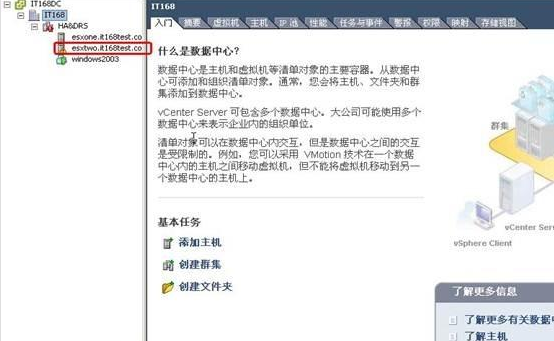 IT168DC
IT168
HA&DRS
esxone.it168test.co
esxtwo.it168test.co
windows2003
IT168
入门 摘要 虚拟机 主机 IP 池 性能 任务与事件 警报 权限 映射 存储视图
什么是数据中心?
数据中心是主机和虚拟机等清单对象的主要容器。从数据
中心可添加和组织清单对象。通常，您会将主机、文件夹和群
集添加到数据中心。
vCenter Server 可包含多个数据中心。大公司可能使用多个
数据中心来表示企业内的组织单位。
清单对象可以在数据中心内交互，但是数据中心之间的交互
是受限制的。例如，您可以采用 VMotion 技术在一个数据
中心内的主机之间移动虚拟机，但不能将虚拟机移动到另一
个数据中心的主机上。
群集
vCenter Ser
vSphere Client
基本任务
添加主机
创建群集
创建文件夹
了解更多信息
了解更多有关数据中
了解主机